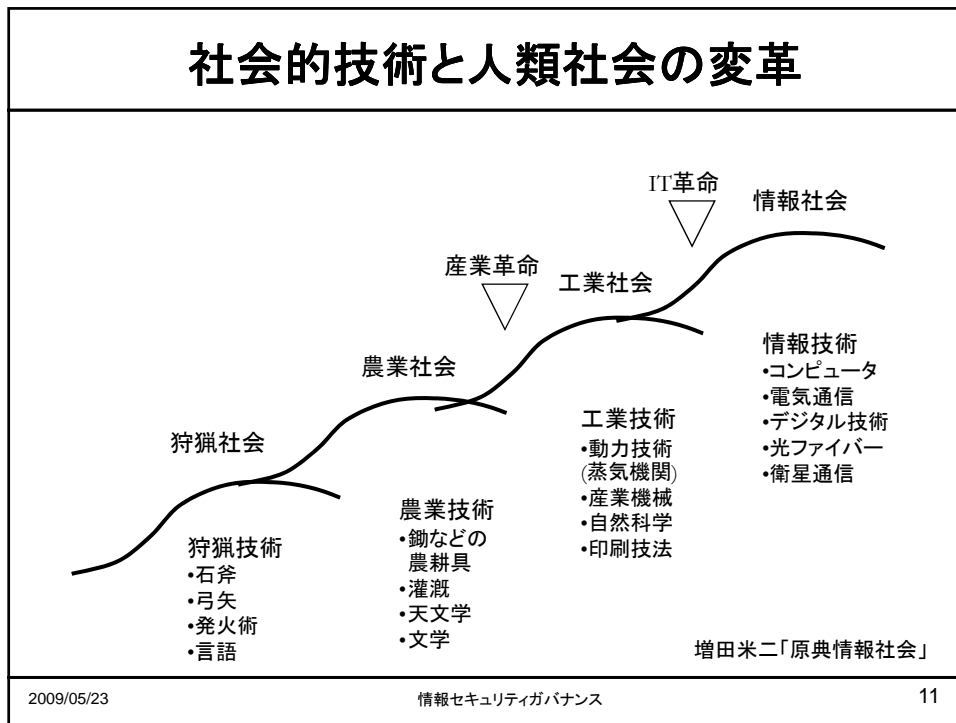 社会的技術と人類社会の変革
IT革命
情報社会
産業革命
工業社会
農業社会
狩猟社会
狩猟技術
•石斧
•弓矢
•発火術
•言語
農業技術
•鋤などの
農耕具
•灌漑
•天文学
•文学
工業技術
•動力技術
(蒸気機関)
•産業機械
•自然科学
•印刷技法
情報技術
•コンピュータ
•電気通信
•デジタル技術
•光ファイバー
•衛星通信
増田米二「原典情報社会」
2009/05/23
情報セキュリティガバナンス
11